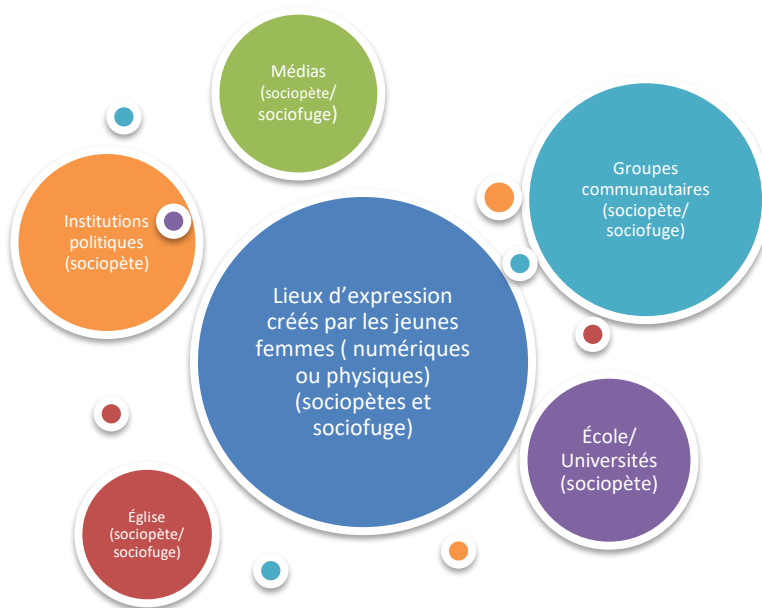 Médias
(sociopète/
sociofuge)
Groupes
communautaires
(sociopète/
sociofuge)
Institutions
politiques
(sociopète)
Lieux d'expression
créés par les jeunes
femmes ( numériques
ou physiques)
(sociopètes et
sociofuge)
École/
Universités
(sociopète)
Église
(sociopète/
sociofuge)